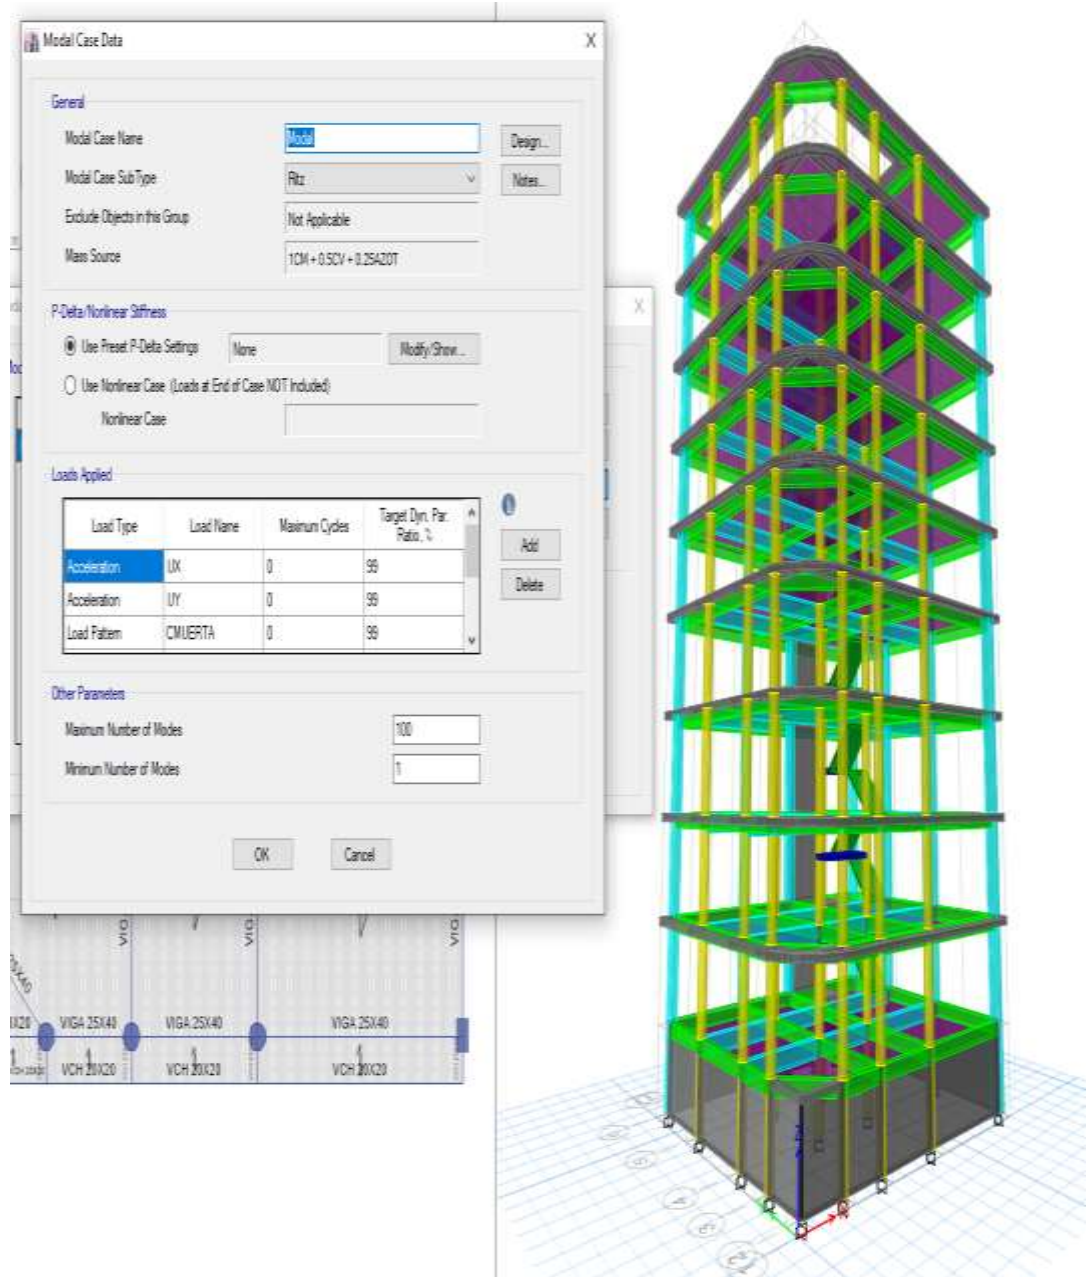 Modal Case Data X
General
Modal Case Name Modal Design...
Modal Case SubType Ritz Notes...
Exclude Objects in this Group Not Applicable
Mass Source 1CM + 0.5CV + 0.25AZOT
P-Delta/Nonlinear Stiffness
Use Preset P-Delta Settings None Modify/Show...
Use Nonlinear Case (Loads at End of Case NOT Included)
Nonlinear Case
Loads Applied
Load Type Load Name Maximum Cycles Target Dyn. Par. Ratio, %
Acceleration UX 0 99
Acceleration UY 0 99
Load Pattern CMUERTA 0 99
Add
Delete
Other Parameters
Maximum Number of Modes 100
Minimum Number of Modes 1
OK Cancel
X
VIG VIG VIG
VIGA 25X40 VIGA 25X40 VIGA 25X40
VCH 20X20 VCH 20X20 VCH 20X20